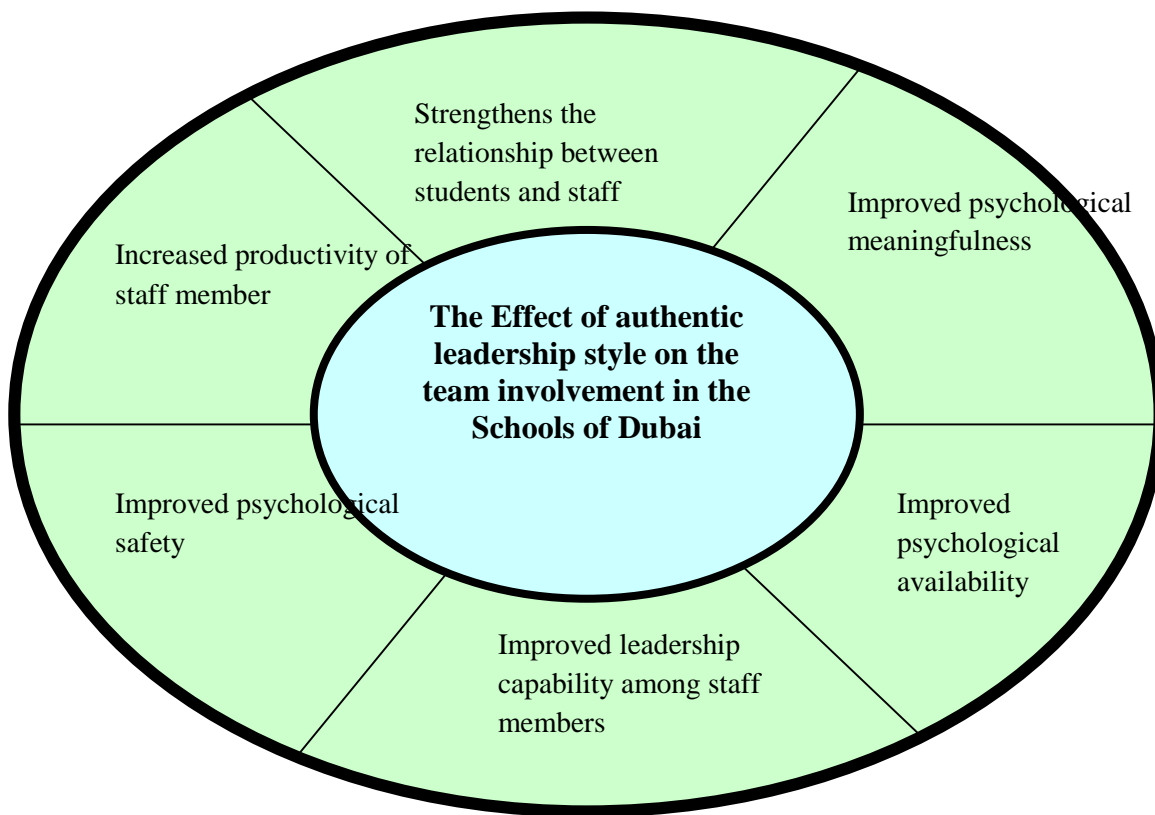 Strengthens the
relationship between
students and staff
Improved psychological
meaningfulness
Increased productivity of
staff member
The Effect of authentic
leadership style on the
team involvement in the
Schools of Dubai
Improved psychological
safety
Improved
psychological
availability
Improved leadership
capability among staff
members